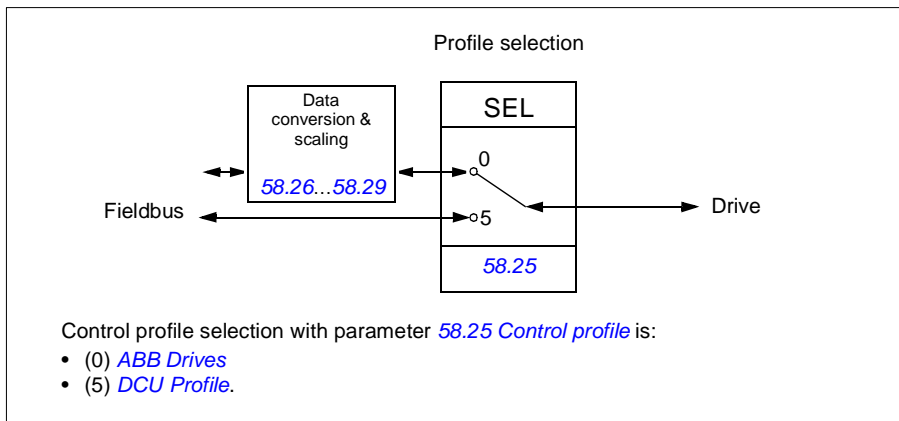 Profile selection
Data
conversion &
scaling
58.26...58.29
SEL
0
5
58.25
Fieldbus
Drive
Control profile selection with parameter 58.25 Control profile is:
• (0) ABB Drives
• (5) DCU Profile.